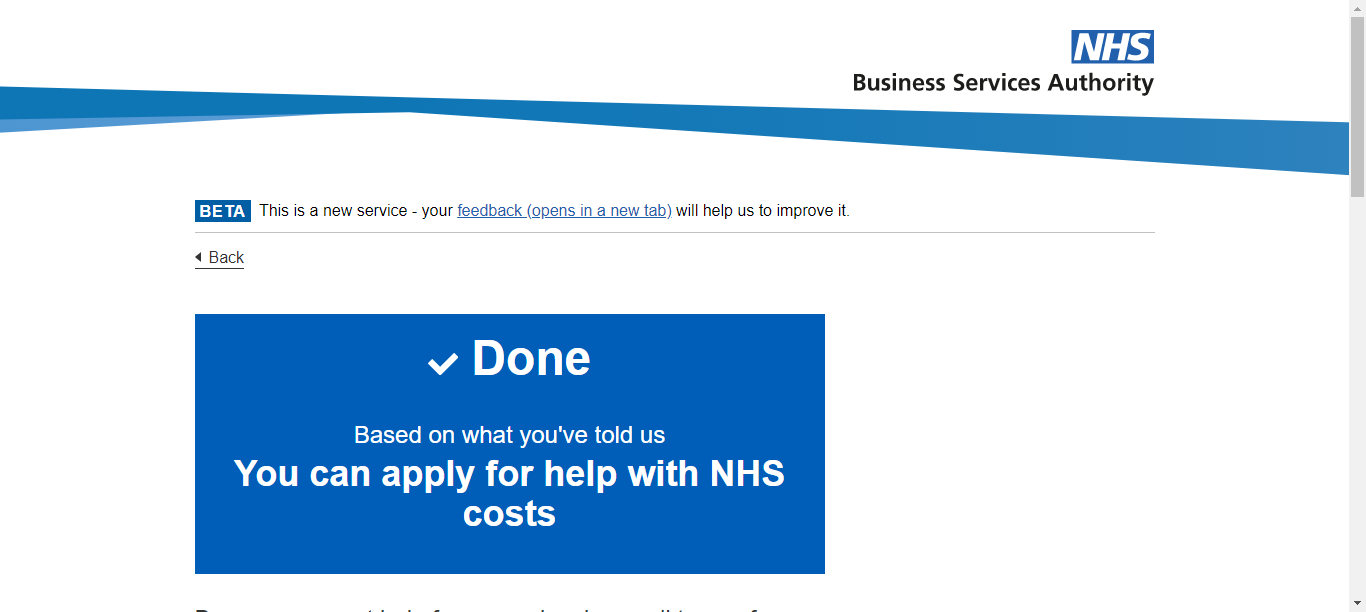 NHS
Business Services Authority
BETA This is a new service - your feedback (opens in a new tab) will help us to improve it.
Back
Done
Based on what you've told us
You can apply for help with NHS
costs